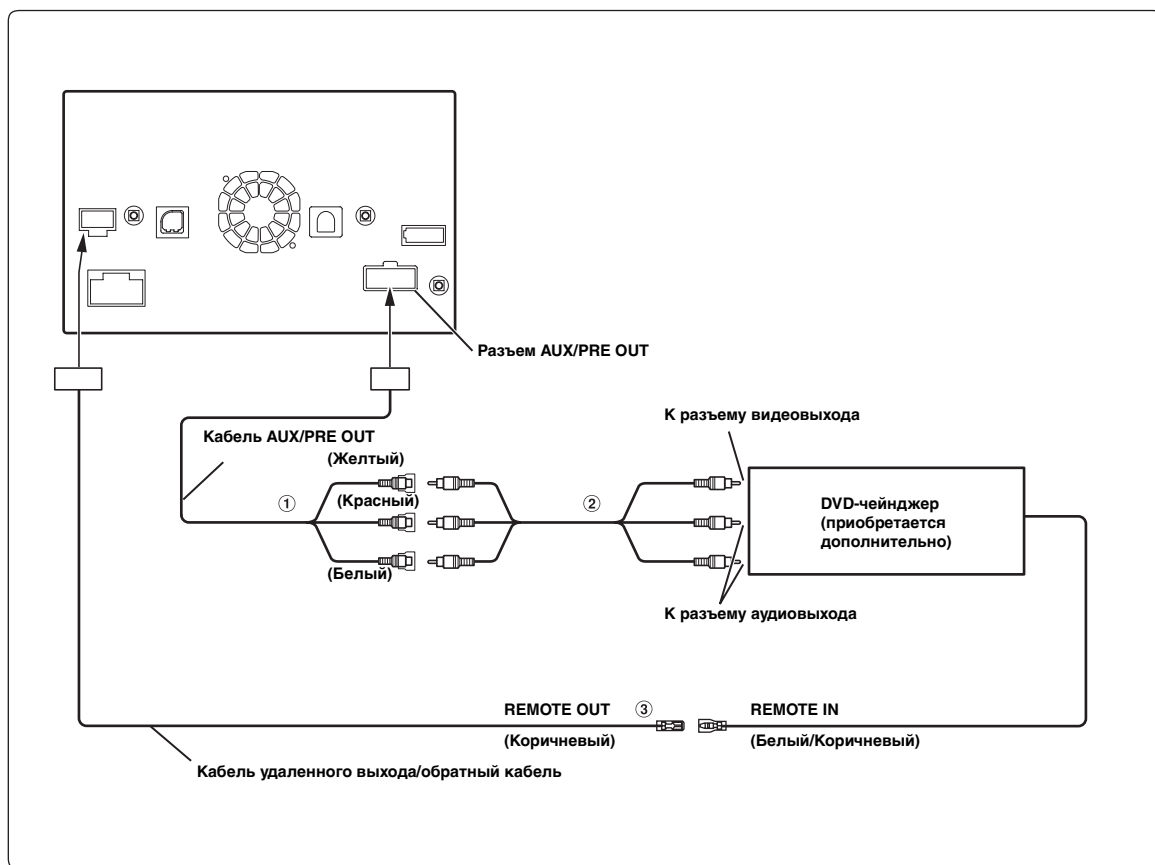 Разъем AUX/PRE OUT
К разъему видеовыхода
Кабель AUX/PRE OUT
(Желтый)
(Красный)
①
②
DVD-чейнджер
(приобретается
дополнительно)
(Белый)
К разъему аудиовыхода
REMOTE OUT
③
REMOTE IN
(Коричневый)
(Белый/Коричневый)
Кабель удаленного выхода/обратный кабель